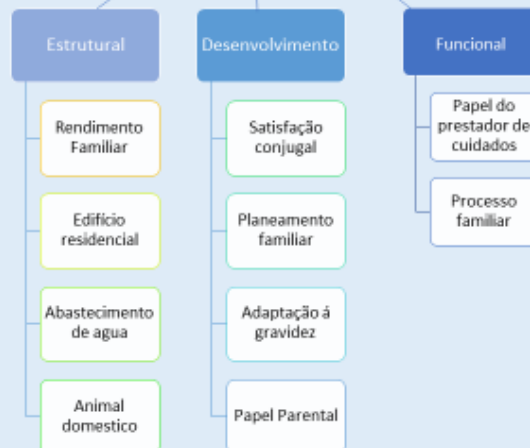 Estrutural
Rendimento
Familiar
Edifício
residencial
Abastecimento
de agua
Animal
domestico
Desenvolvimento
Satisfação
conjugal
Planeamento
familiar
Adaptação á
gravidez
Papel Parental
Funcional
Papel do
prestador de
cuidados
Processo
familiar